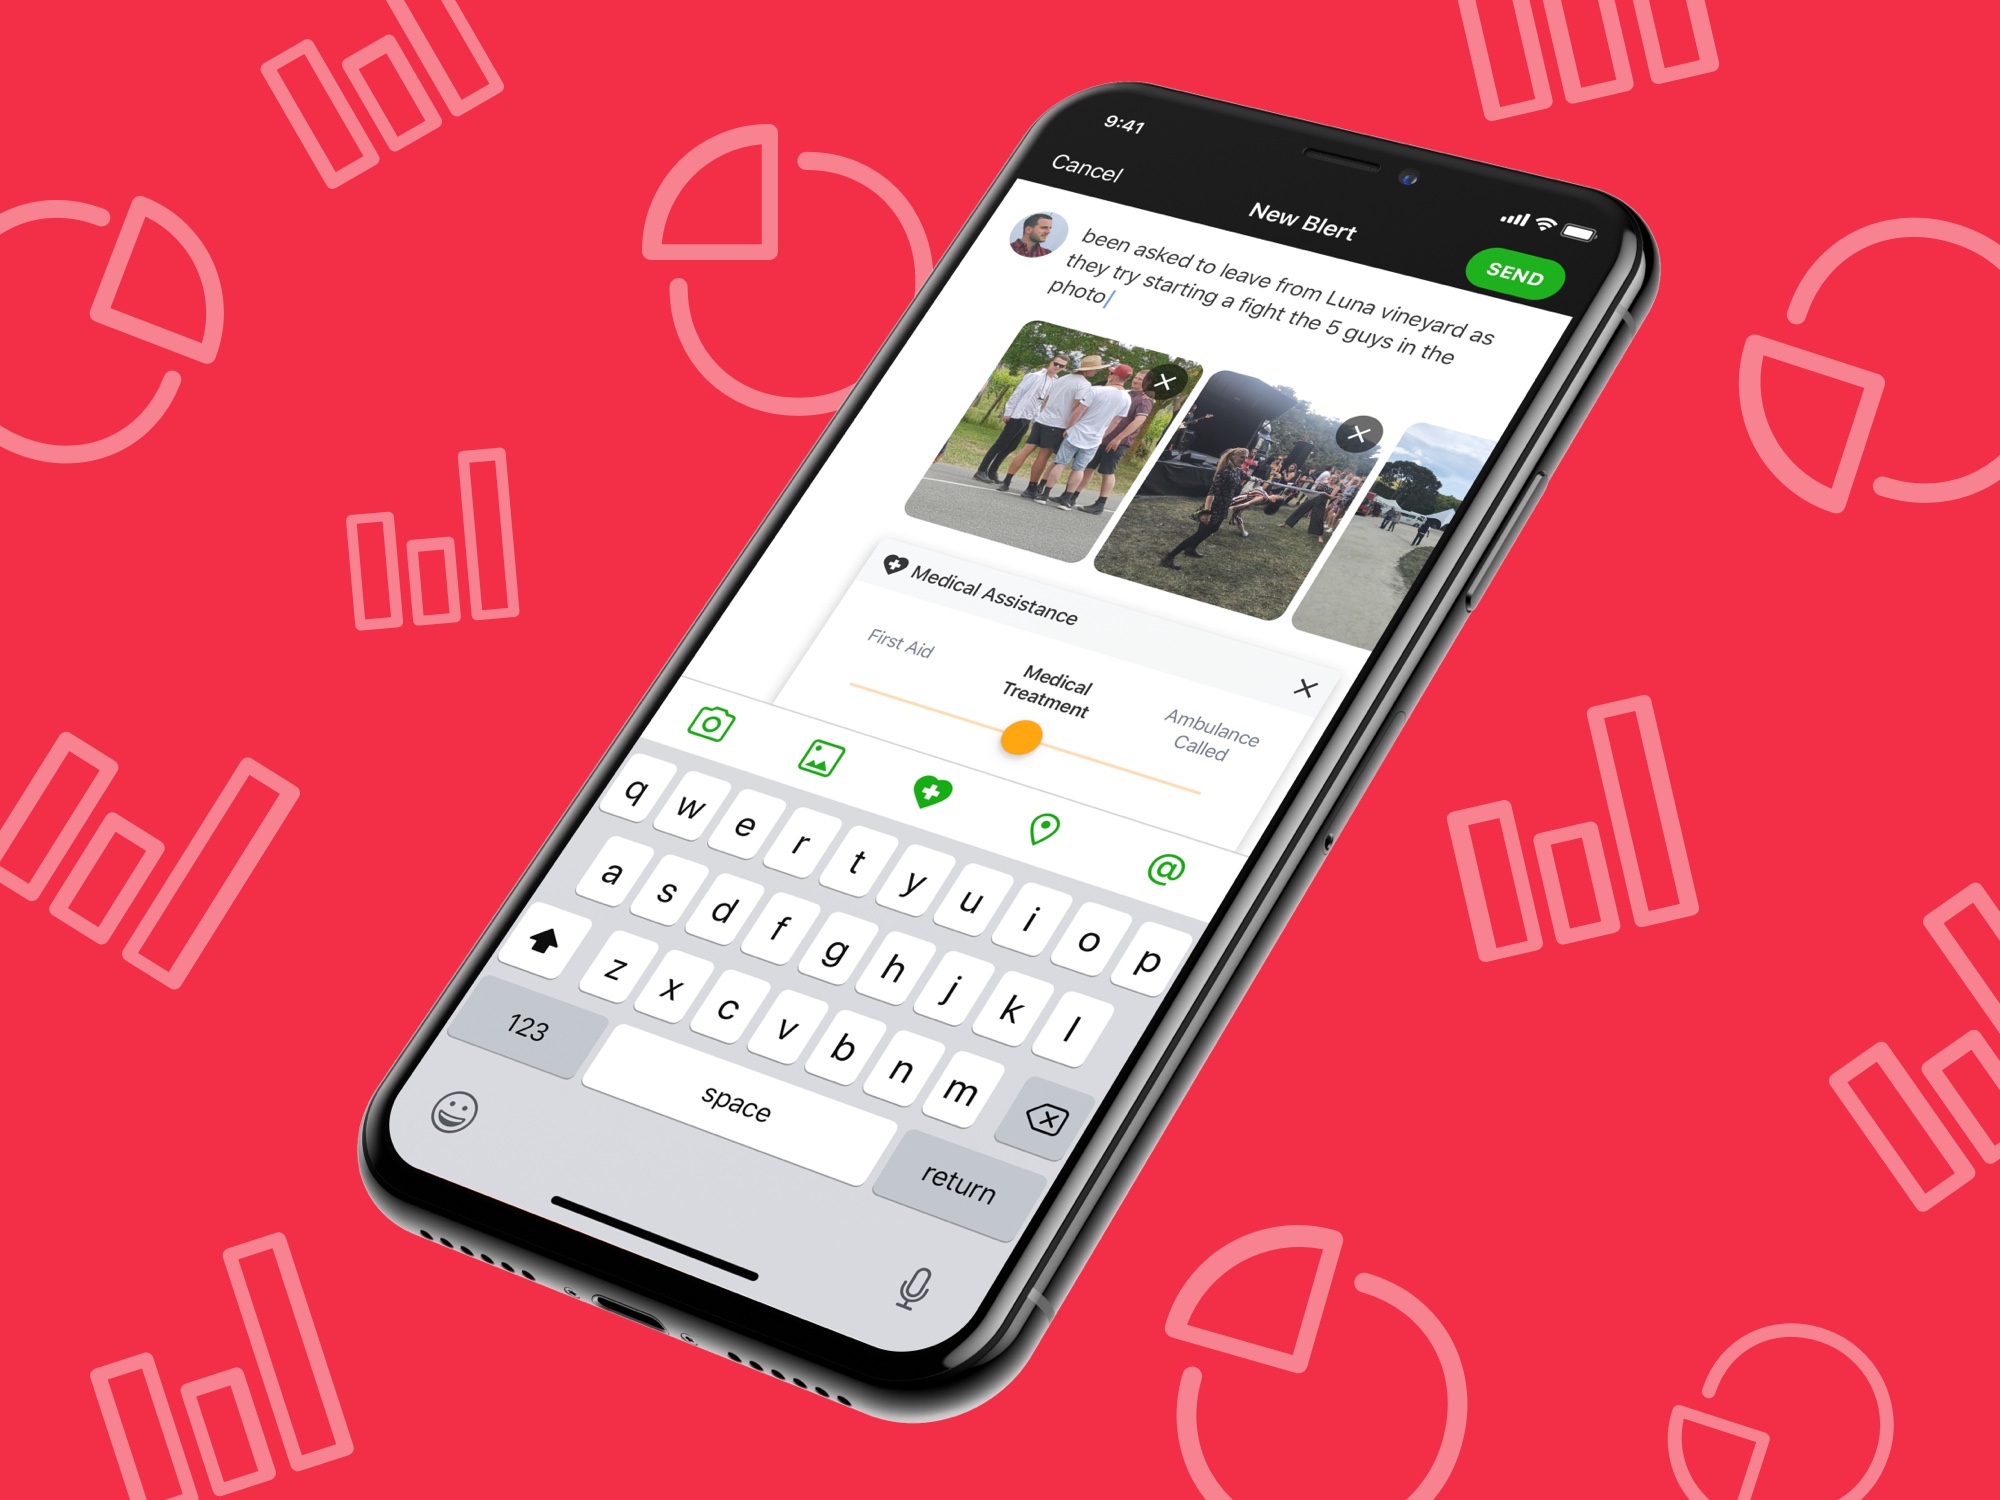 9:41
Cancel
New Blert
SEND
been asked to leave from Luna vineyard as
they try starting a fight the 5 guys in the
photo
Medical Assistance
First Aid
Medical
Treatment
Ambulance
Called
@
q w e r t y u i o p
a s d f g h j k l
z x c v b n m
123
space
return